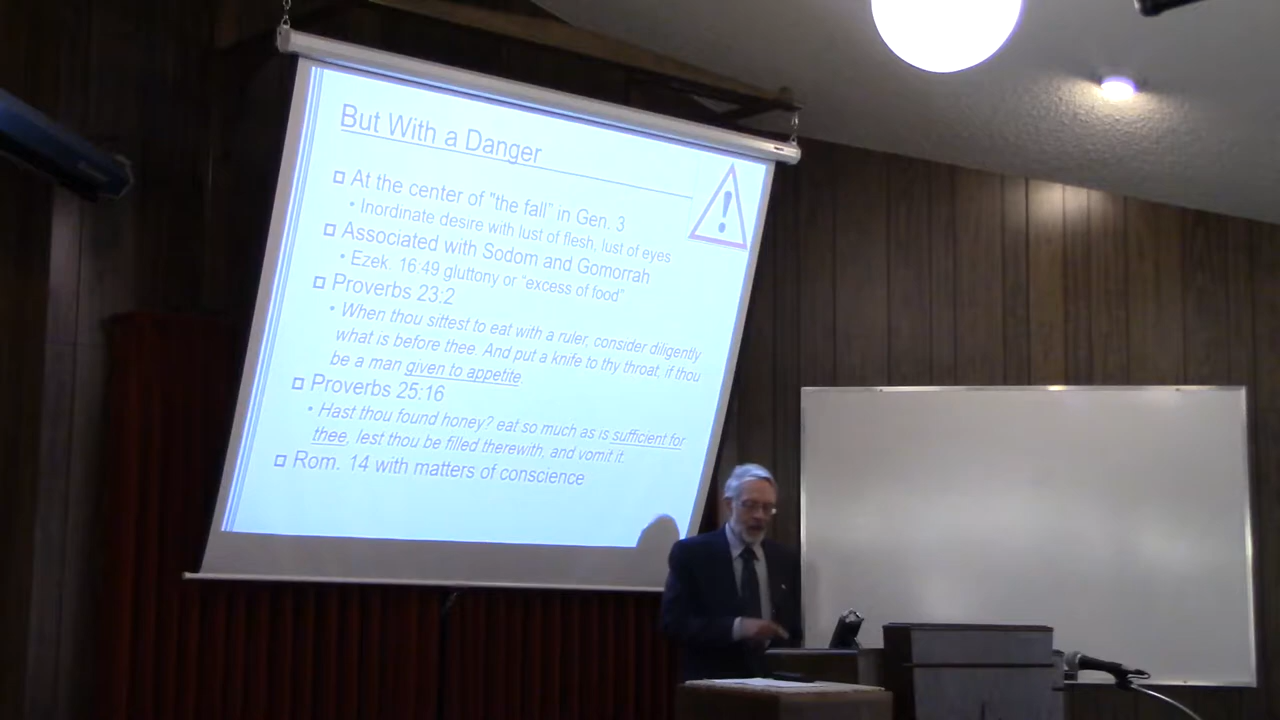 But With a Danger
At the center of "the fall" in Gen. 3
• Inordinate desire with lust of flesh, lust of eyes
Associated with Sodom and Gomorrah
• Ezek. 16:49 gluttony or “excess of food”
Proverbs 23:2
• When thou sittest to eat with a ruler, consider diligently
what is before thee. And put a knife to thy throat, if thou
be a man given to appetite.
Proverbs 25:16
• Hast thou found honey? eat so much as is sufficient for
thee, lest thou be filled therewith, and vomit it.
Rom. 14 with matters of conscience